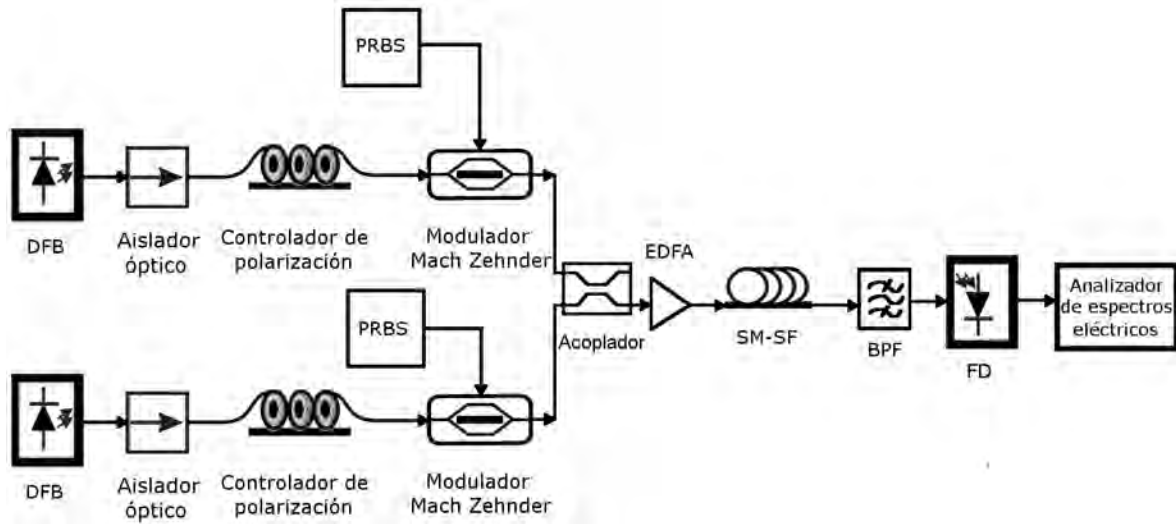 PRBS
DFB
Aislador
óptico
Controlador de
polarización
Modulador
Mach Zehnder
PRBS
EDFA
Acoplador
SM-SF
BPF
FD
Analizador
de espectros
eléctricos
DFB
Aislador
óptico
Controlador de
polarización
Modulador
Mach Zehnder